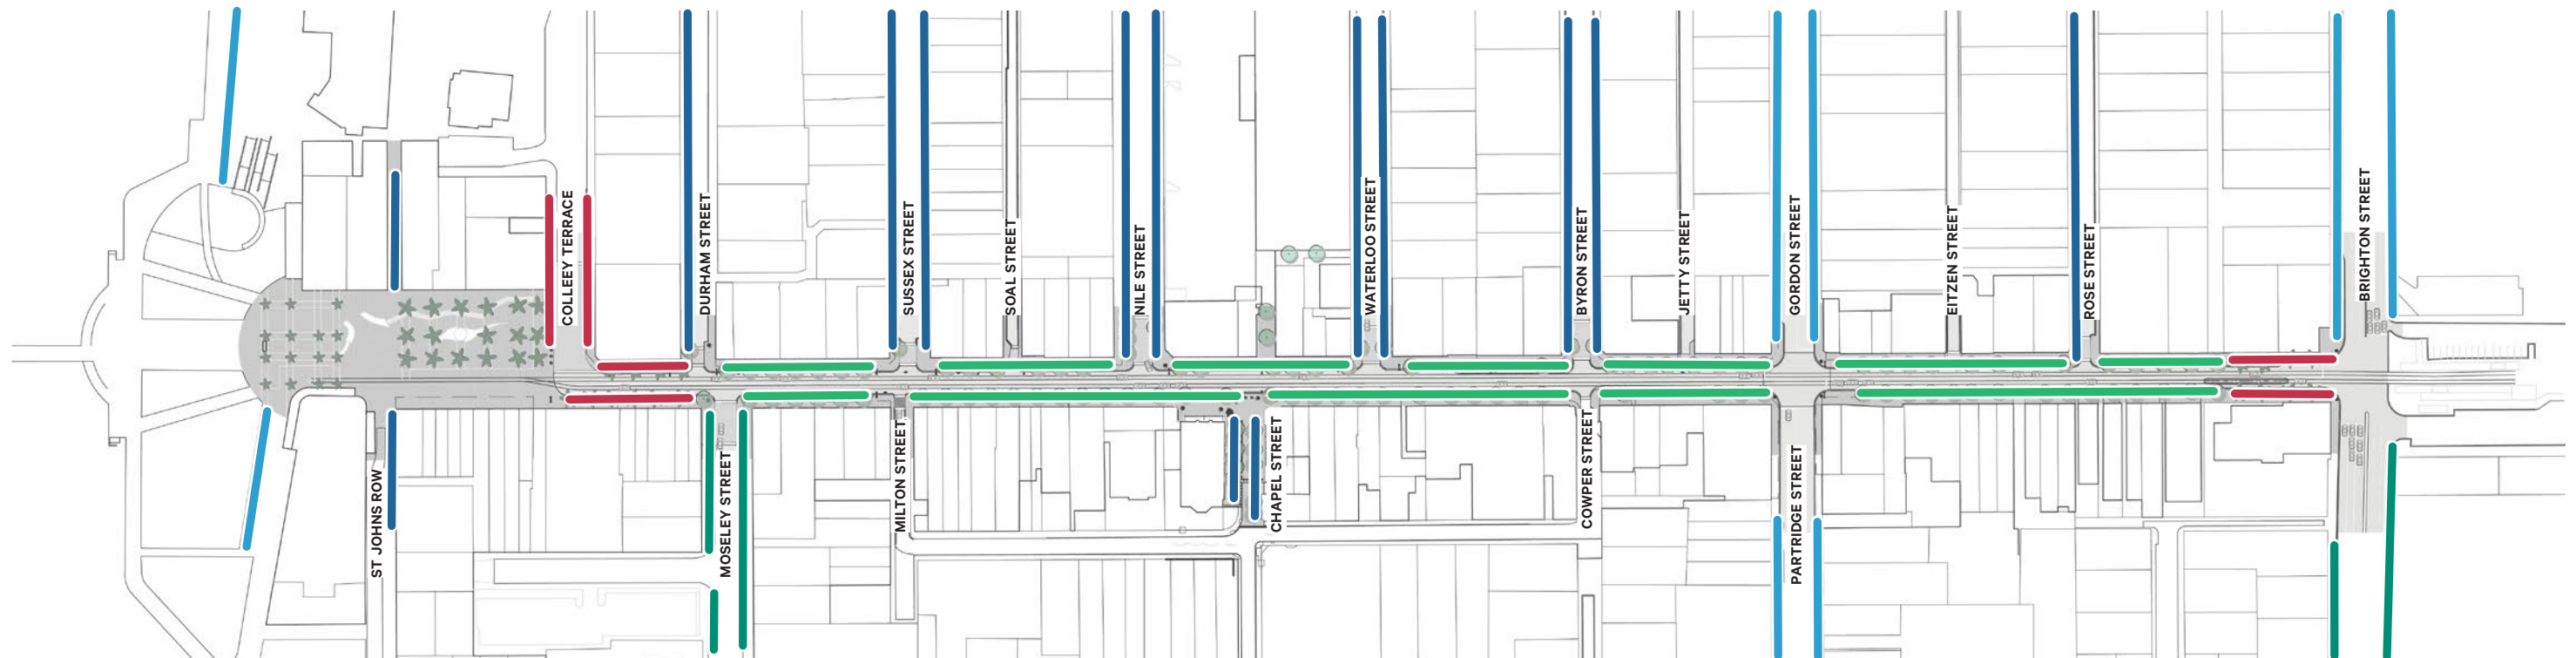 COLLEY TERRACE
DURHAM STREET
SUSSEX STREET
SOAL STREET
NILE STREET
WATERLOO STREET
BYRON STREET
JETTY STREET
GORDON STREET
EITZEN STREET
ROSE STREET
BRIGHTON STREET
ST JOHNS ROW
MOSELEY STREET
MILTON STREET
CHAPEL STREET
COWPER STREET
PARTRIDGE STREET